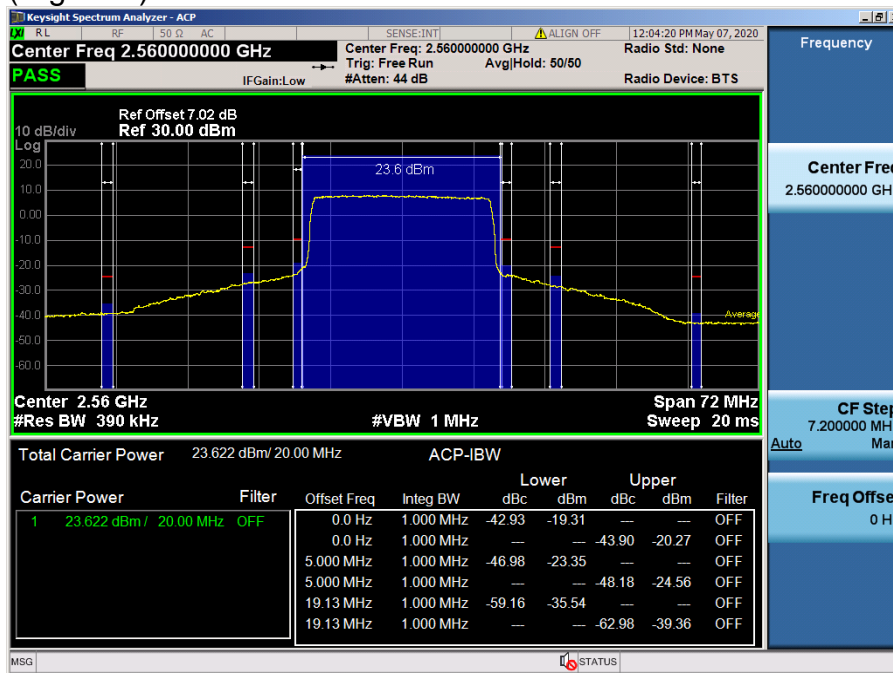 Keysight Spectrum Analyzer - ACP
LXI RL RF 50 Ω AC SENSE:INT ALIGN OFF 12:04:20 PM May 07, 2020
Center Freq 2.560000000 GHz
Center Freq: 2.560000000 GHz Radio Std: None
Trig: Free Run Avg|Hold: 50/50
PASS IFGain:Low #Atten: 44 dB Radio Device: BTS
Frequency
Ref Offset 7.02 dB
10 dB/div Ref 30.00 dBm
Log
20.0
23.6 dBm
10.0
0.00
-10.0
-20.0
-30.0
-40.0
Average
-50.0
-60.0
Center 2.56 GHz Span 72 MHz
#Res BW 390 kHz #VBW 1 MHz Sweep 20 ms
Center Freq
2.560000000 GH
CF Step
7.200000 MH
Auto Ma
Freq Offse
0 H
Total Carrier Power 23.622 dBm/ 20.00 MHz ACP-IBW
Lower Upper
Carrier Power Filter Offset Freq Integ BW dBc dBm dBc dBm Filter
1 23.622 dBm / 20.00 MHz OFF 0.0 Hz 1.000 MHz -42.93 -19.31 --- --- OFF
0.0 Hz 1.000 MHz --- --- -43.90 -20.27 OFF
5.000 MHz 1.000 MHz -46.98 -23.35 --- --- OFF
5.000 MHz 1.000 MHz --- --- -48.18 -24.56 OFF
19.13 MHz 1.000 MHz -59.16 -35.54 --- --- OFF
19.13 MHz 1.000 MHz --- --- -62.98 -39.36 OFF
MSG STATUS